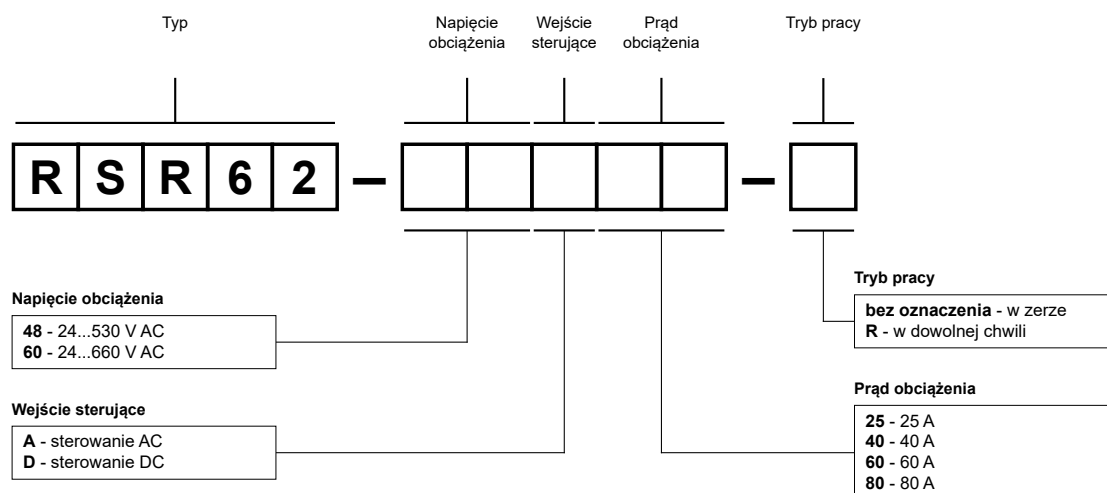 Typ
Napięcie
obciążenia
Wejście
sterujące
Prąd
obciążenia
Tryb pracy
R S R 6 2 – –
Napięcie obciążenia
48 - 24...530 V AC
60 - 24...660 V AC
Wejście sterujące
A - sterowanie AC
D - sterowanie DC
Tryb pracy
bez oznaczenia - w zerze
R - w dowolnej chwili
Prąd obciążenia
25 - 25 A
40 - 40 A
60 - 60 A
80 - 80 A